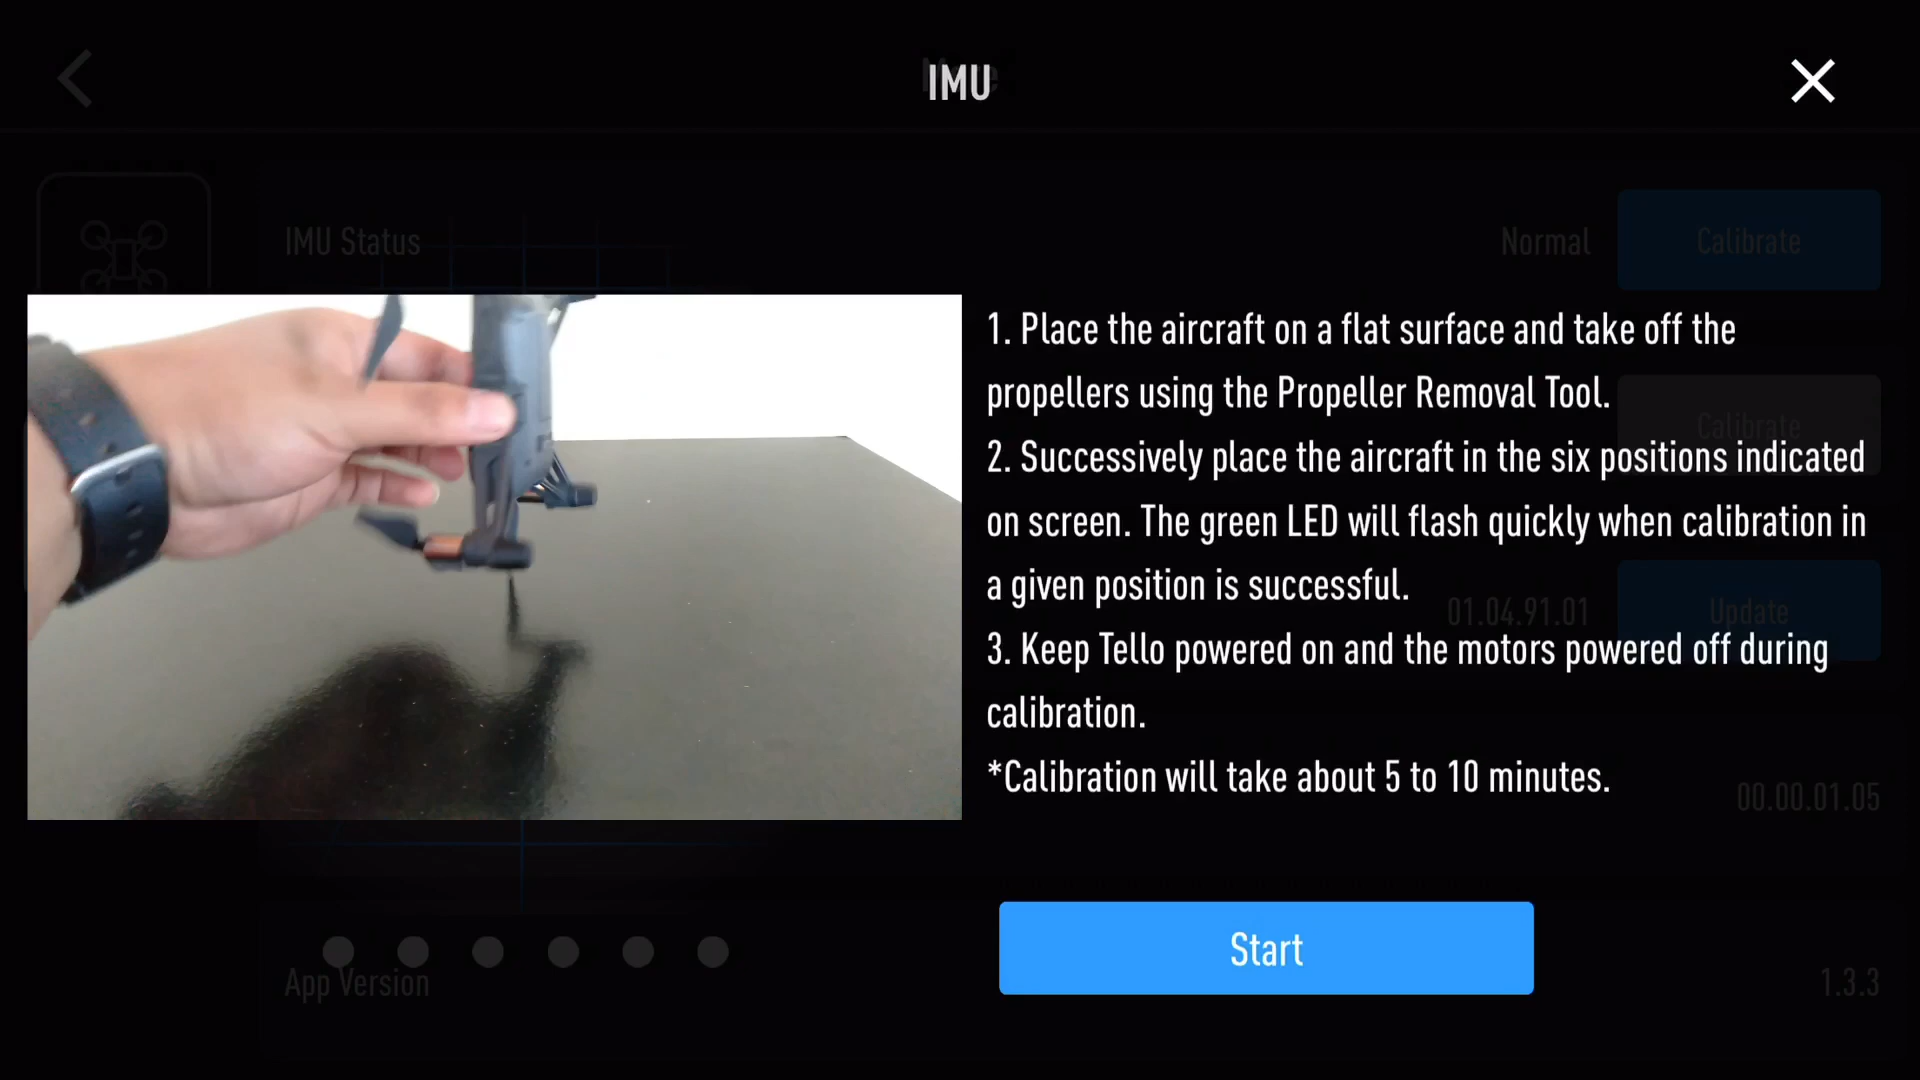 IMU
IMU Status
Normal
Calibrate
1. Place the aircraft on a flat surface and take off the
propellers using the Propeller Removal Tool.
Calibrate
2. Successively place the aircraft in the six positions indicated
on screen. The green LED will flash quickly when calibration in
a given position is successful.
01.04.91.01
Update
3. Keep Tello powered on and the motors powered off during
calibration.
*Calibration will take about 5 to 10 minutes.
00.00.01.05
Start
App Version
1.3.3